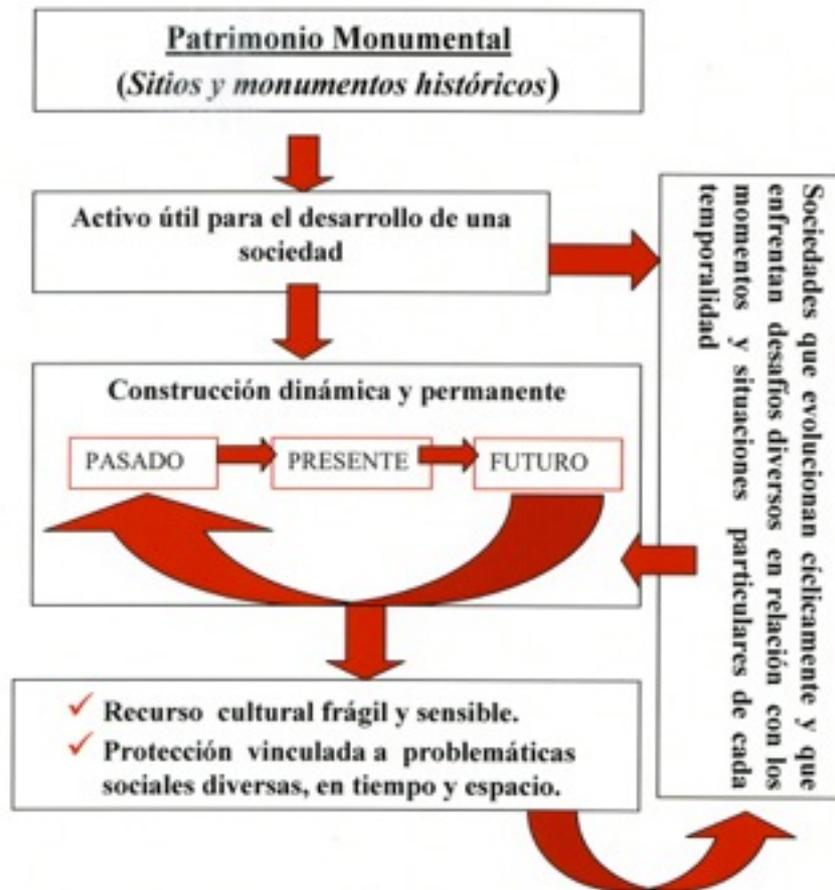 Patrimonio Monumental
(Sitios y monumentos históricos)
Activo útil para el desarrollo de una
sociedad
Construcción dinámica y permanente
PASADO
PRESENTE
FUTURO
✓ Recurso cultural frágil y sensible.
✓ Protección vinculada a problemáticas
sociales diversas, en tiempo y espacio.
Sociedades que evolucionan cíclicamente y que
enfrentan desafíos diversos en relación con los
momentos y situaciones particulares de cada
temporalidad